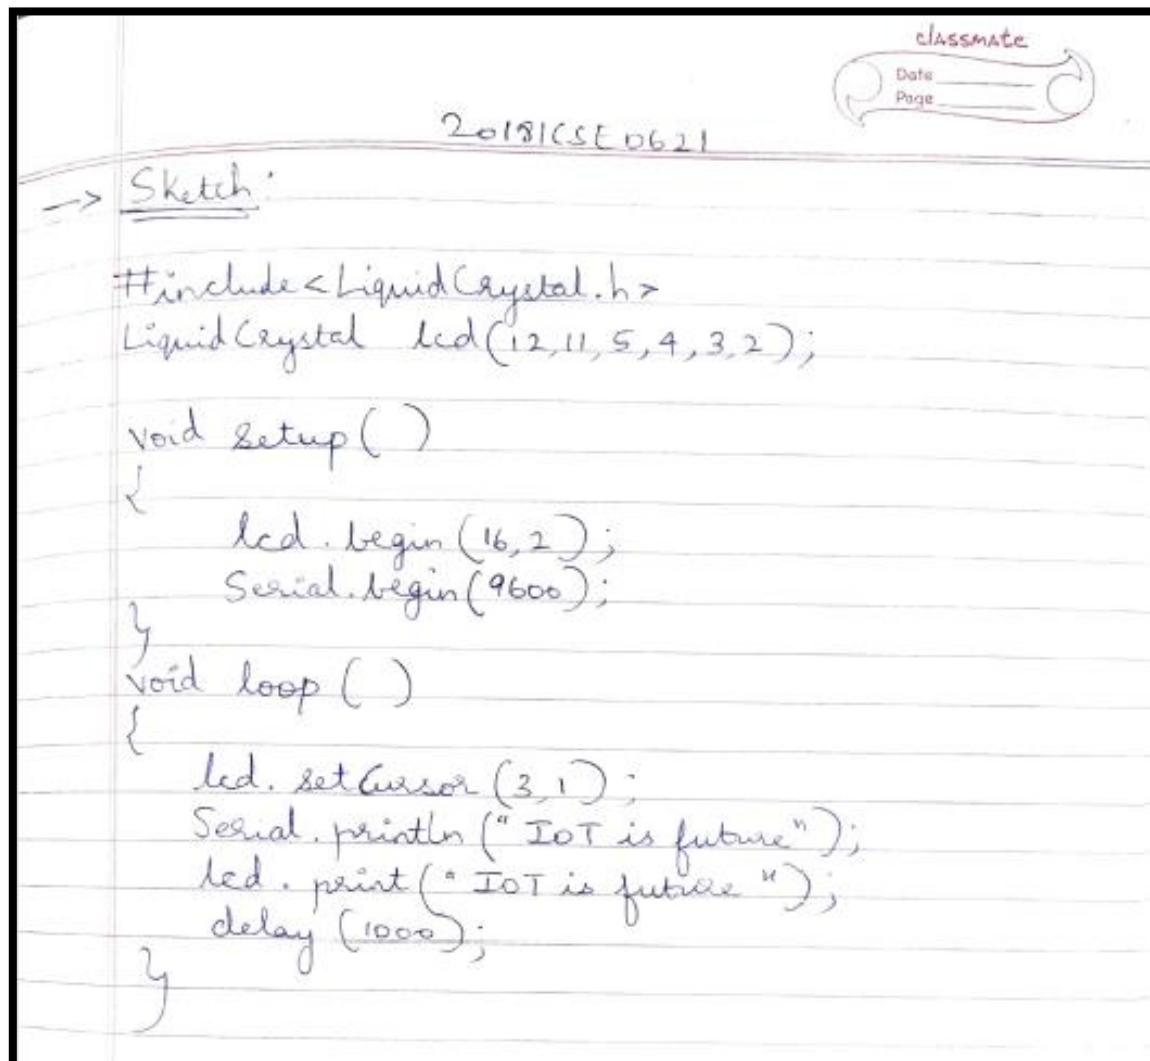 classmate
Date
Page
20181CSE0621
→ Sketch:
#include<LiquidCrystal.h>
LiquidCrystal lcd(12,11,5,4,3,2);
void setup( )
{
lcd.begin(16,2);
Serial.begin(9600);
}
void loop( )
{
lcd.setCursor(3,1);
Serial.println("IoT is future");
lcd.print("IoT is future");
delay(1000);
}